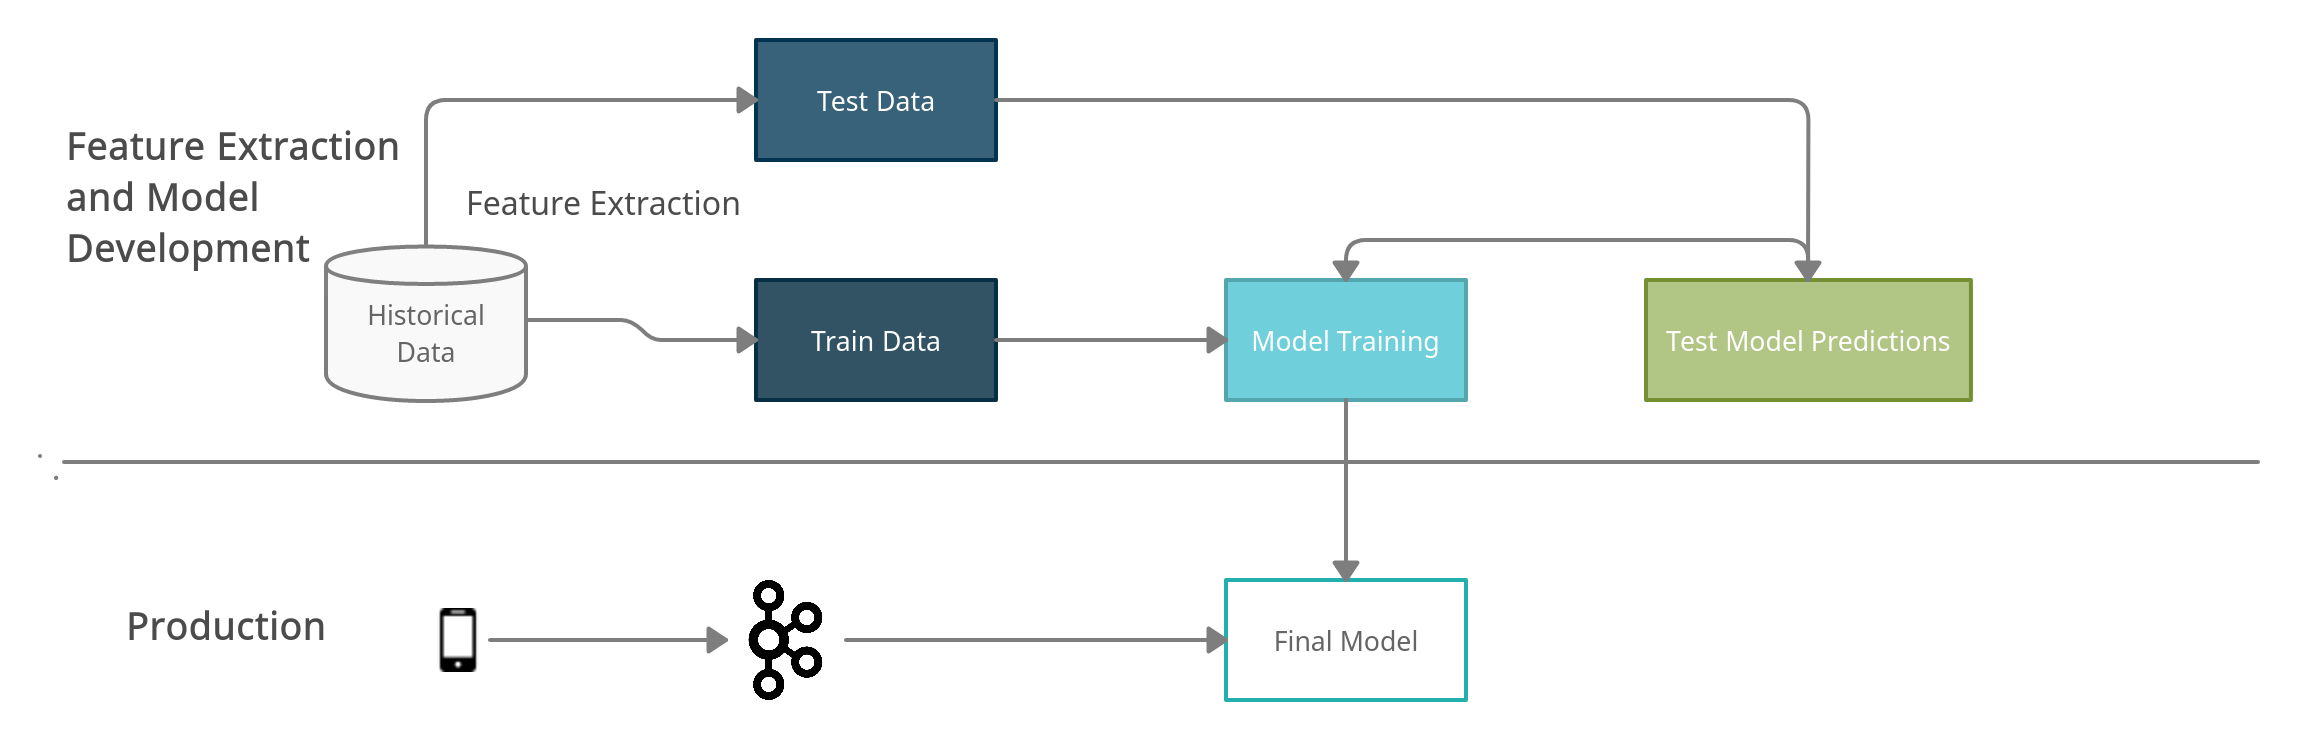 Test Data
Feature Extraction
and Model
Development
Feature Extraction
Historical
Data
Train Data
Model Training
Test Model Predictions
Production
Final Model